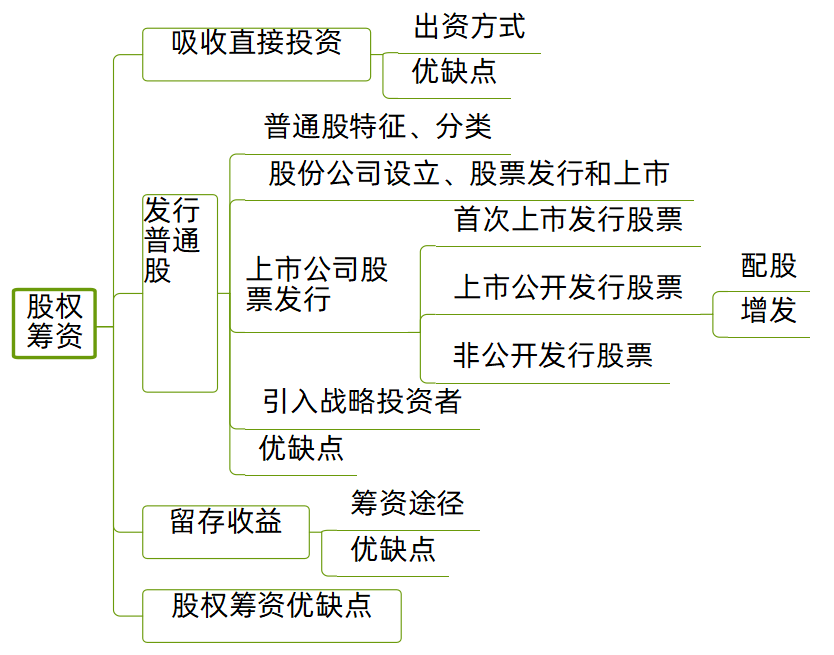 股权
筹资
吸收直接投资
出资方式
优缺点
发行
普通
股
普通股特征、分类
股份公司设立、股票发行和上市
上市公司股
票发行
首次上市发行股票
上市公开发行股票
配股
增发
非公开发行股票
引入战略投资者
优缺点
留存收益
筹资途径
优缺点
股权筹资优缺点